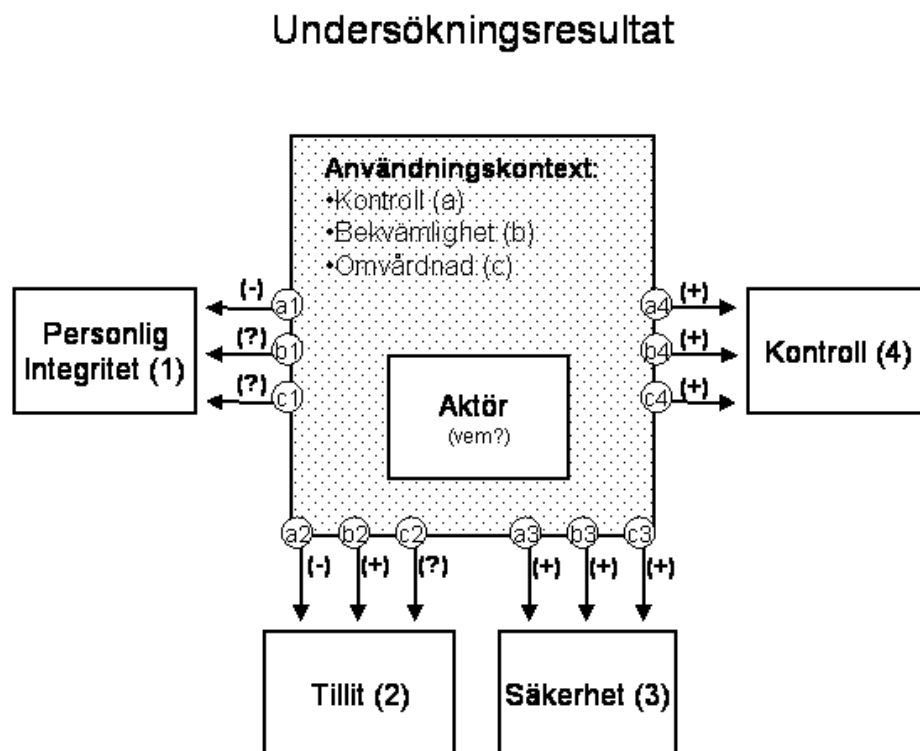 Undersökningsresultat
Användningskontext:
•Kontroll (a)
•Bekvämlighet (b)
•Omvårdnad (c)
(-)
a1
(?)
b1
(?)
c1
Personlig
Integritet (1)
a4
(+)
b4
(+)
c4
(+)
Kontroll (4)
Aktör
(vem?)
a2
b2
c2
a3
b3
c3
(-)
(+)
(?)
(+)
(+)
(+)
Tillit (2)
Säkerhet (3)